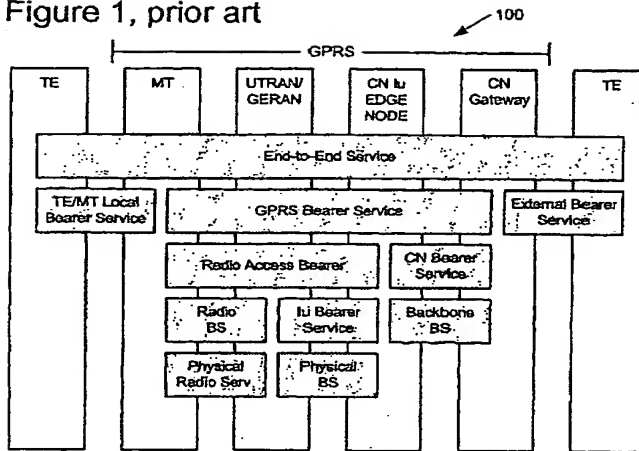 Figure 1, prior art
100
GPRS
TE
MT
UTRAN/
GERAN
CN Iu
EDGE
NODE
CN
Gateway
TE
End-to-End Service
TE/MT Local
Bearer Service
GPRS Bearer Service
External Bearer
Service
Radio Access Bearer
CN Bearer
Service
Radio
BS
Iu Bearer
Service
Backbone
BS
Physical
Radio Serv
Physical
BS